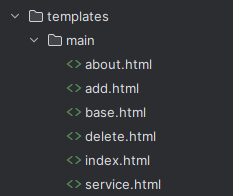 templates
main
<> about.html
<> add.html
<> base.html
<> delete.html
<> index.html
<> service.html